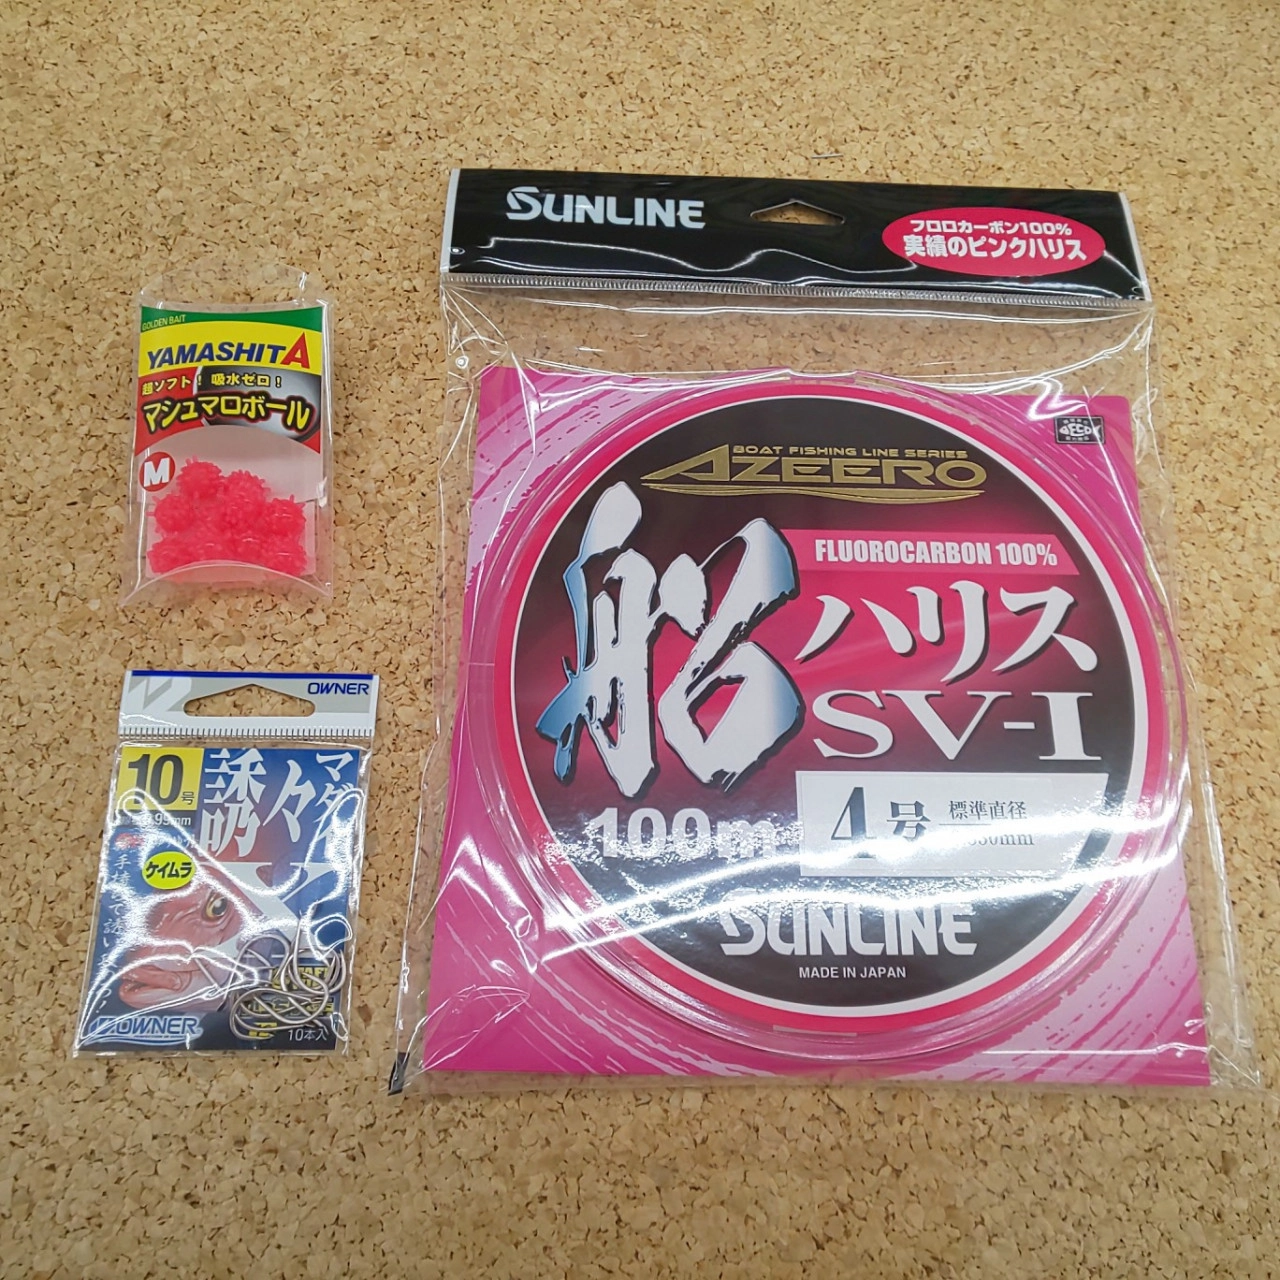 SUNLINE
フロロカーボン100%
実績のピンクハリス
GOLDEN BAIT
YAMASHITA
超ソフト! 吸水ゼロ!
マシュマロボール
M
BOAT FISHING LINE SERIES
AZEERO
船
FLUOROCARBON 100%
ハリス
SV-I
100m
4号
標準直径
SUNLINE
MADE IN JAPAN
OWNER
10号
誘々
マダイ
ケイムラ
OWNER
10本入